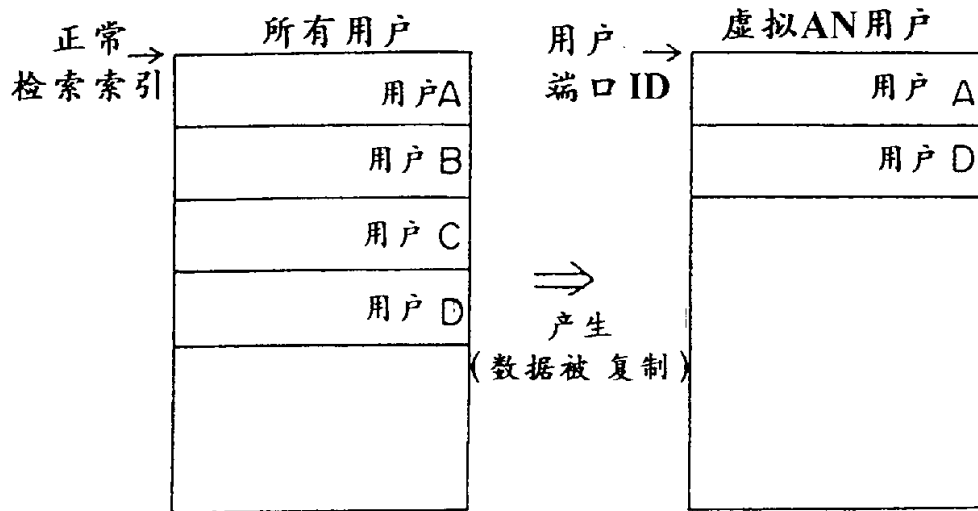 正常
检索索引
所有用户
用户A
用户B
用户C
用户D
产生
(数据被复制)
用户
端口ID
虚拟AN用户
用户 A
用户 D